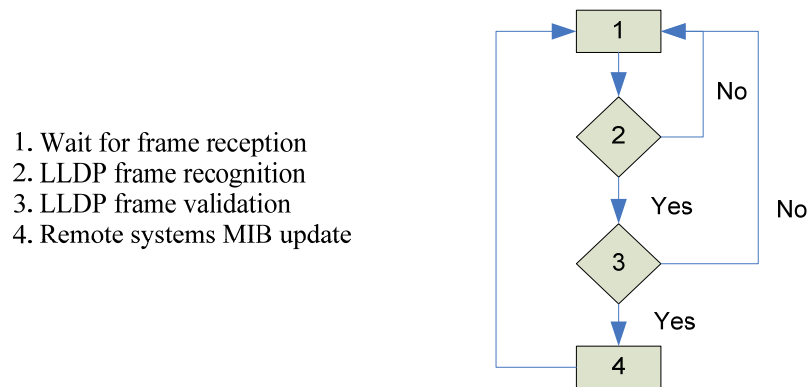 1. Wait for frame reception
2. LLDP frame recognition
3. LLDP frame validation
4. Remote systems MIB update
1
No
2
Yes
No
3
Yes
4